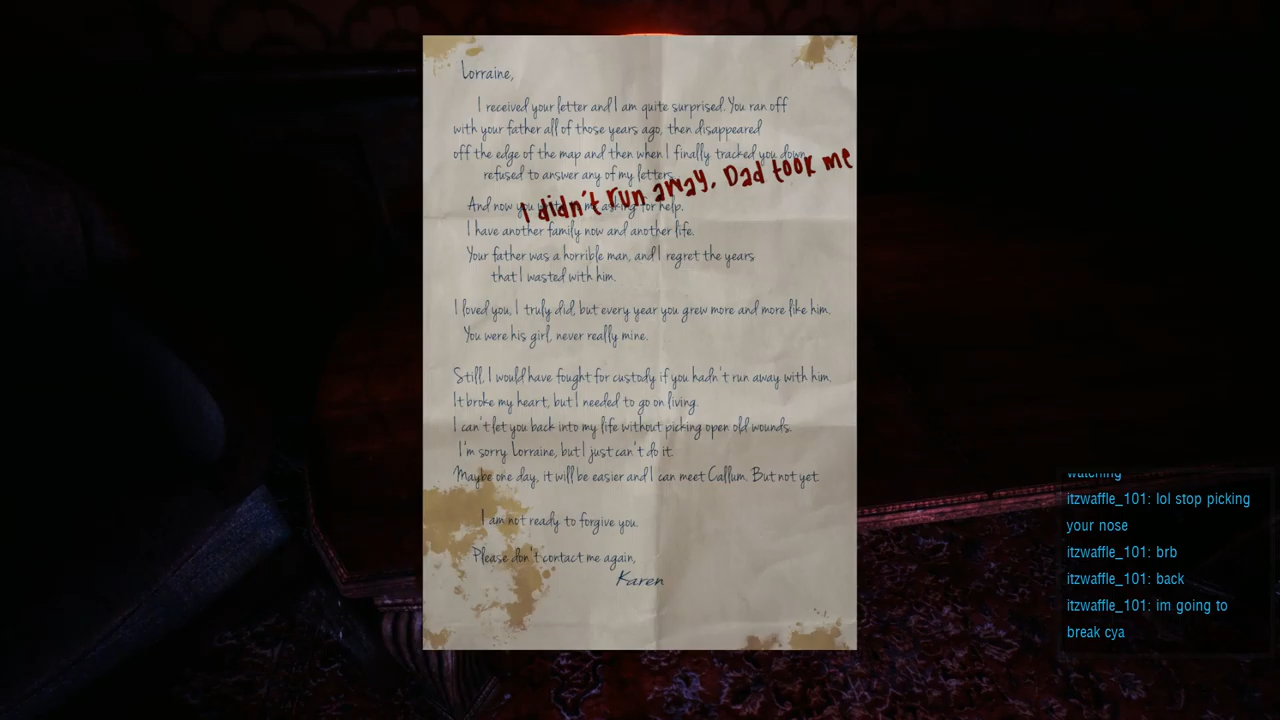 Lorraine,
I received your letter and I am quite surprised. You ran off
with your father all of those years ago, then disappeared
off the edge of the map and then when I finally tracked you down
refused to answer any of my letters.
I didn't run away. Dad took me
And now you me asking for help.
I have another family now and another life.
Your father was a horrible man, and I regret the years
that I wasted with him.
I loved you, I truly did, but every year you grew more and more like him.
You were his girl, never really mine.
Still, I would have fought for custody if you hadn't run away with him.
It broke my heart, but I needed to go on living.
I can't let you back into my life without picking open old wounds.
I'm sorry Lorraine, but I just can't do it.
Maybe one day, it will be easier and I can meet Callum. But not yet.
I am not ready to forgive you.
Please don't contact me again,
Karen
watching
itzwaffle_101: lol stop picking
your nose
itzwaffle_101: brb
itzwaffle_101: back
itzwaffle_101: im going to
break cya